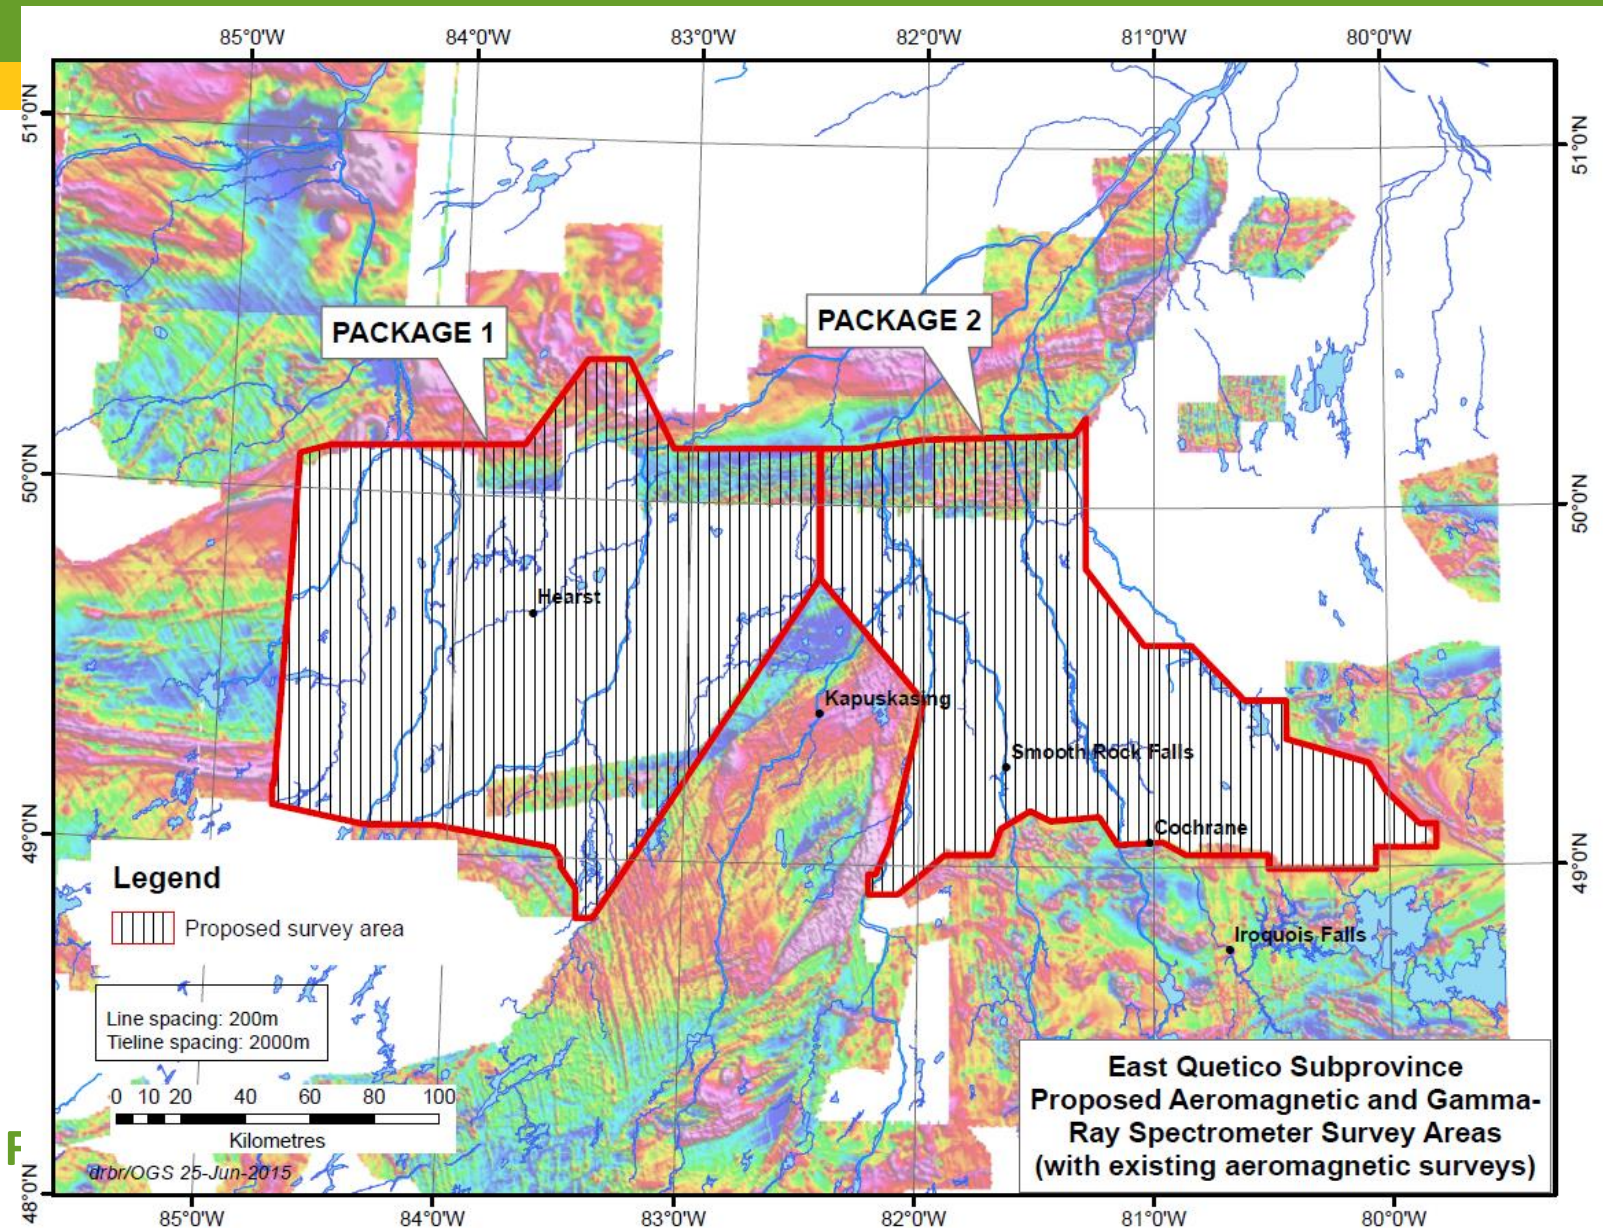 85°0'W 84°0'W 83°0'W 82°0'W 81°0'W 80°0'W
51°0'N
51°0'N
PACKAGE 1
PACKAGE 2
50°0'N
50°0'N
Hearst
Kapuskasing
Smooth Rock Falls
Cochrane
49°0'N
49°0'N
Legend
Proposed survey area
Iroquois Falls
Line spacing: 200m
Tieline spacing: 2000m
0 10 20 40 60 80 100
Kilometres
East Quetico Subprovince
Proposed Aeromagnetic and Gamma-
Ray Spectrometer Survey Areas
(with existing aeromagnetic surveys)
F
drbr/OGS 25-Jun-2015
48°0'N
85°0'W 84°0'W 83°0'W 82°0'W 81°0'W 80°0'W